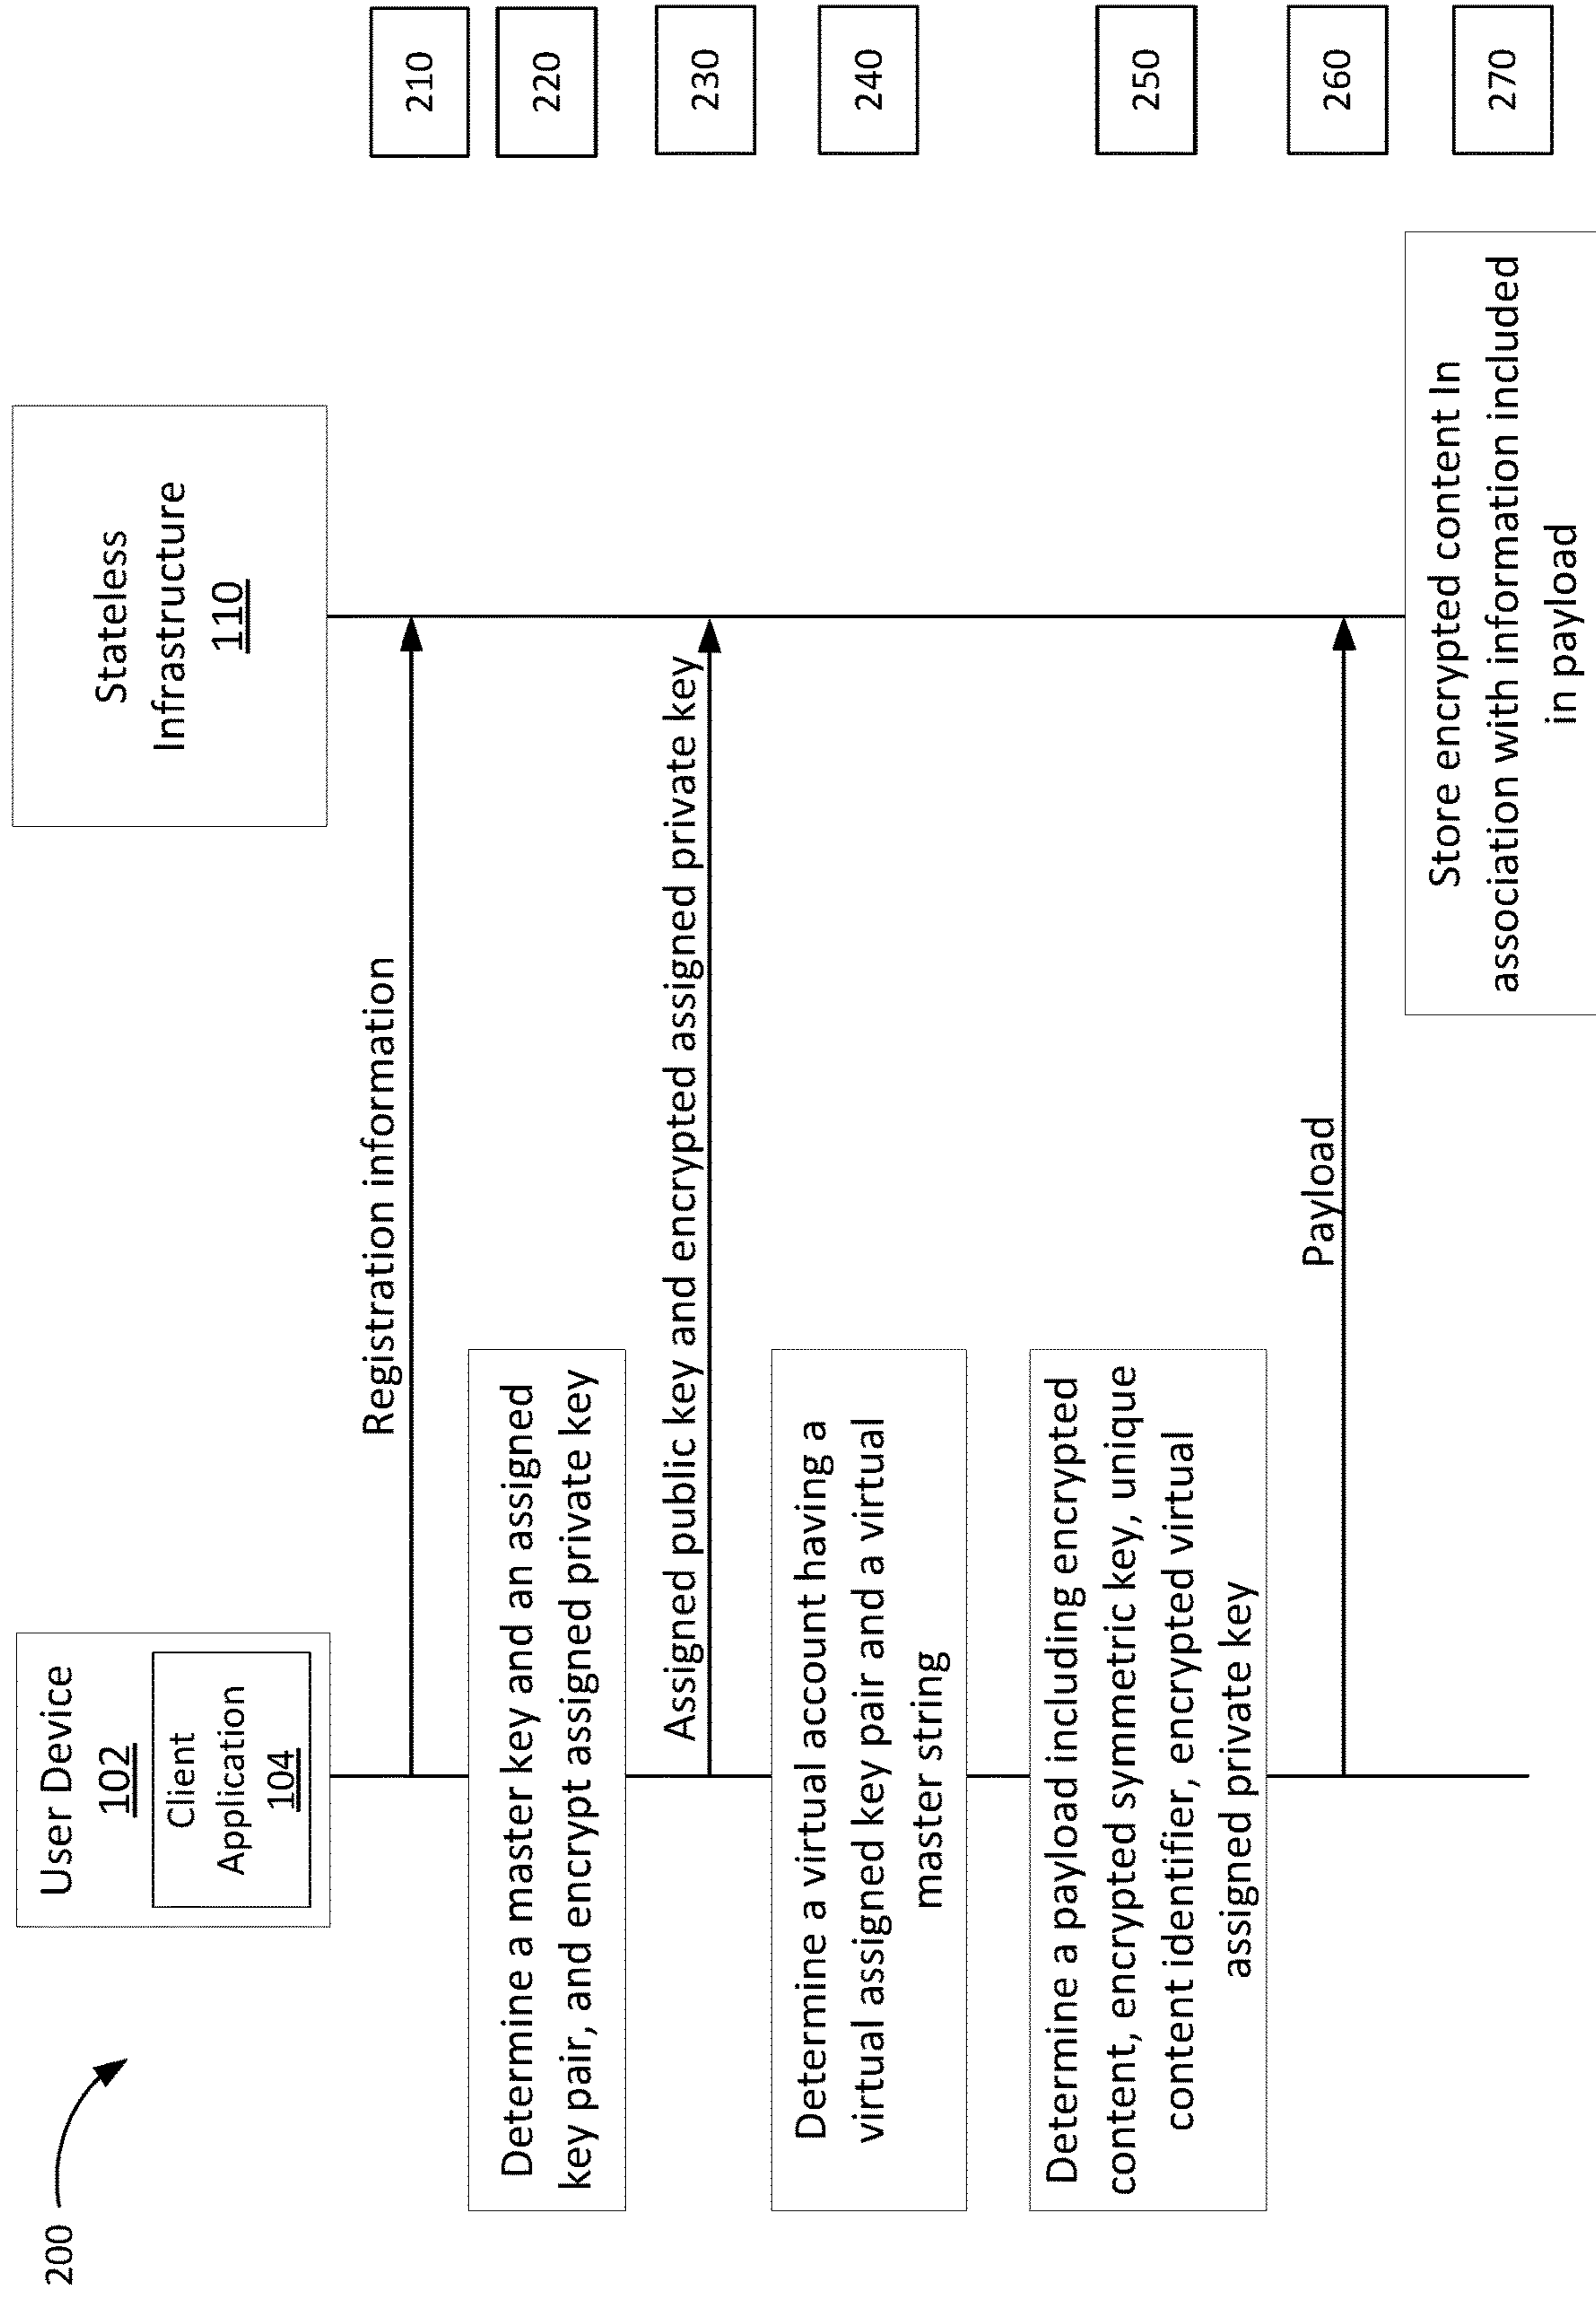 200
User Device
102
Client
Application
104
Stateless
Infrastructure
110
Registration information
210
Determine a master key and an assigned
key pair, and encrypt assigned private key
220
Assigned public key and encrypted assigned private key
230
Determine a virtual account having a
virtual assigned key pair and a virtual
master string
240
Determine a payload including encrypted
content, encrypted symmetric key, unique
content identifier, encrypted virtual
assigned private key
250
Payload
260
Store encrypted content In
association with information included
in payload
270